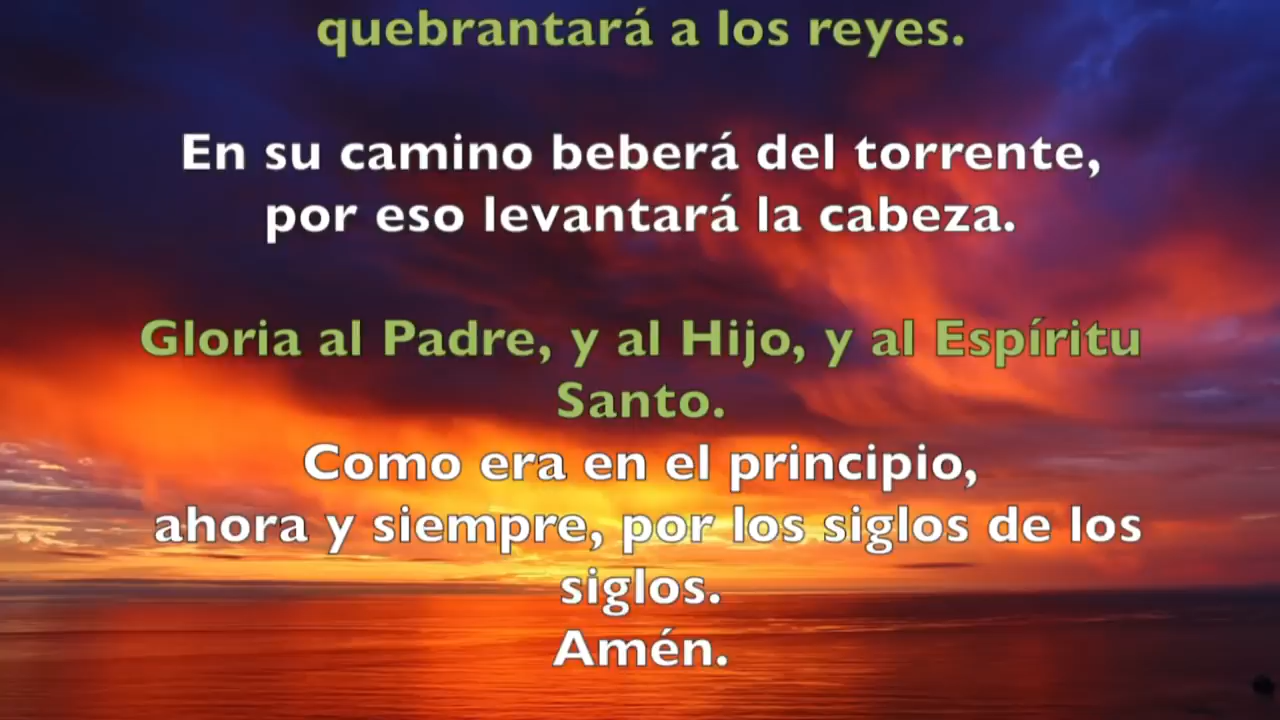 quebrantará a los reyes.
En su camino beberá del torrente,
por eso levantará la cabeza.
Gloria al Padre, y al Hijo, y al Espíritu
Santo.
Como era en el principio,
ahora y siempre, por los siglos de los
siglos.
Amén.